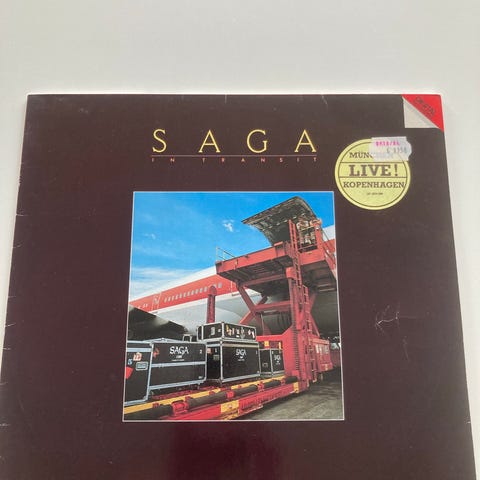 SAGA
IN TRANSIT
MÜNCHEN
LIVE!
KOPENHAGEN
SAGA
SAGA